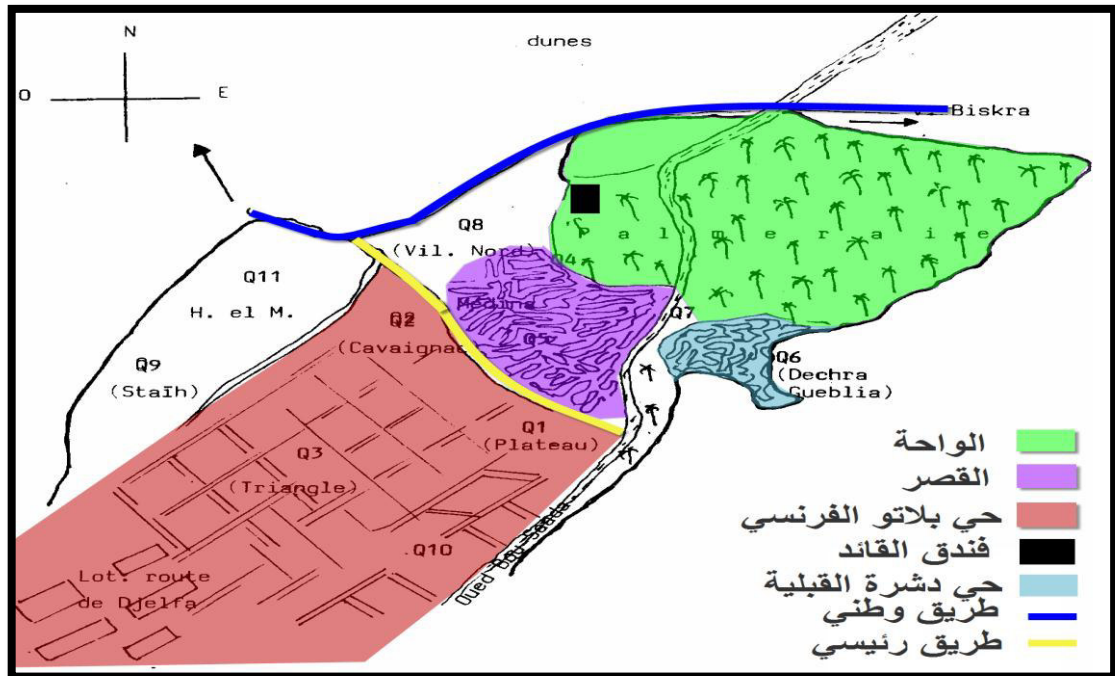 N
dunes
O
E
Biskra
Q8
(Vil. Nord)
Palmeraie
Q4
Q11
H. el M.
Médina
Q7
Q2
(Cavaignac)
Q5
Q9
(Staïh)
Q6
(Dechra
Gueblia)
Q1
(Plateau)
Q3
(Triangle)
Q10
Oued Bou-Saada
Lot. route
de Djelfa
الواحة
القصر
حي بلاتو الفرنسي
فندق القائد
حي دشرة القبلية
طريق وطني
طريق رئيسي